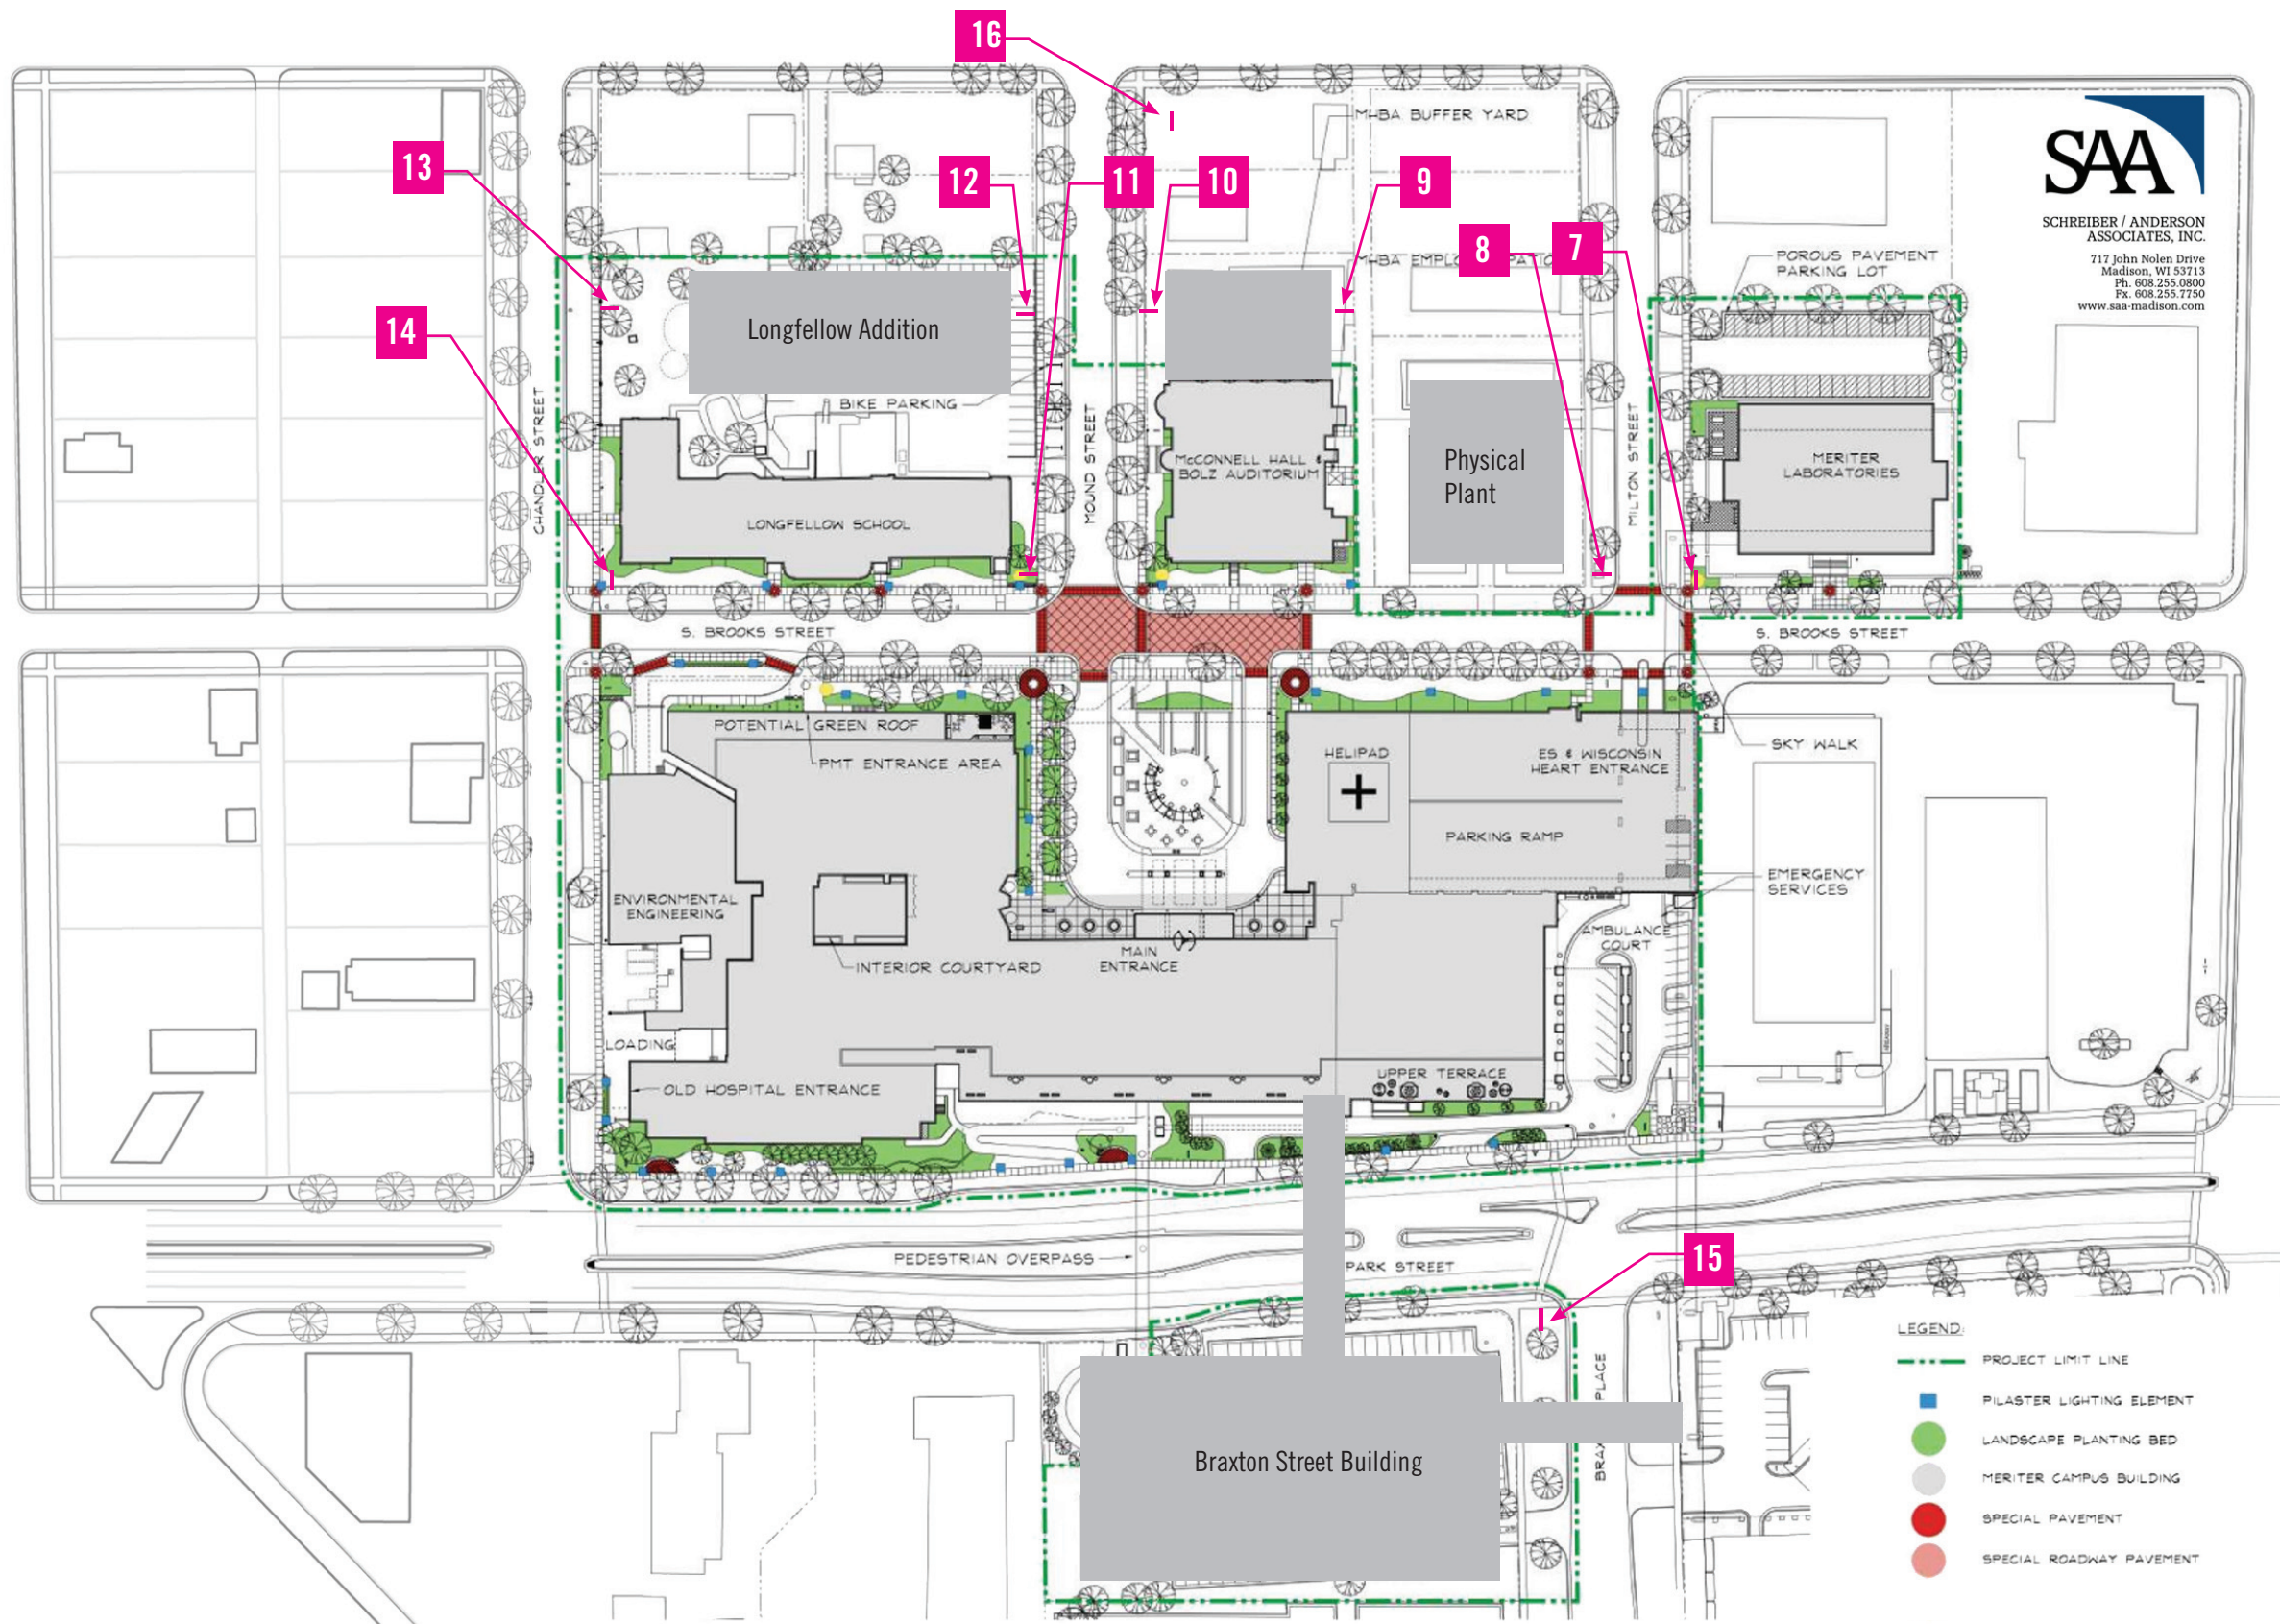 16
M-BA BUFFER YARD
13
12
11
10
9
8
7
SAA
SCHREIBER / ANDERSON
ASSOCIATES, INC.
717 John Nolen Drive
Madison, WI 53713
Ph. 608.255.0800
Fx. 608.255.7750
www.saa-madison.com
POROUS PAVEMENT
PARKING LOT
14
Longfellow Addition
BIKE PARKING
CHANDLER STREET
MOUND STREET
MILTON STREET
McCONNELL HALL &
BOLZ AUDITORIUM
Physical
Plant
MERITER
LABORATORIES
LONGFELLOW SCHOOL
S. BROOKS STREET
S. BROOKS STREET
POTENTIAL GREEN ROOF
PMT ENTRANCE AREA
HELIPAD
ES & WISCONSIN
HEART ENTRANCE
SKY WALK
PARKING RAMP
ENVIRONMENTAL
ENGINEERING
EMERGENCY
SERVICES
AMBULANCE
COURT
MAIN
ENTRANCE
INTERIOR COURTYARD
LOADING
OLD HOSPITAL ENTRANCE
UPPER TERRACE
PEDESTRIAN OVERPASS
PARK STREET
15
Braxton Street Building
PLACE
LEGEND:
PROJECT LIMIT LINE
PILASTER LIGHTING ELEMENT
LANDSCAPE PLANTING BED
MERITER CAMPUS BUILDING
SPECIAL PAVEMENT
SPECIAL ROADWAY PAVEMENT